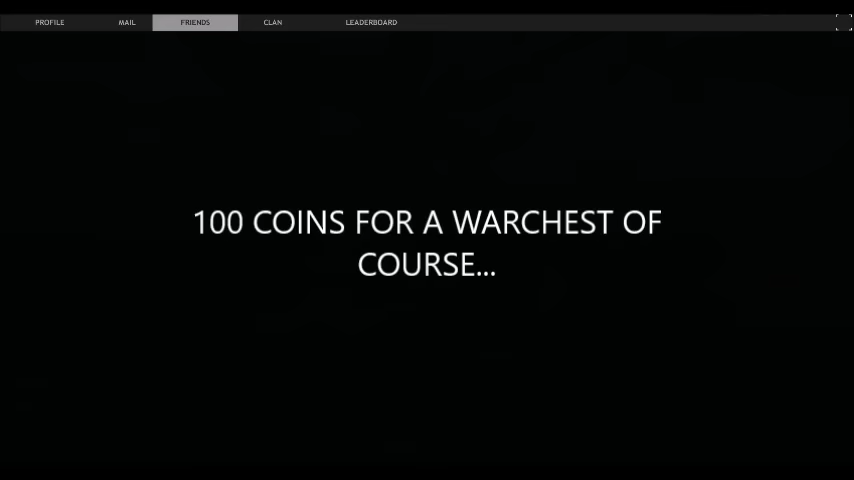 PROFILE MAIL FRIENDS CLAN LEADERBOARD
100 COINS FOR A WARCHEST OF
COURSE...